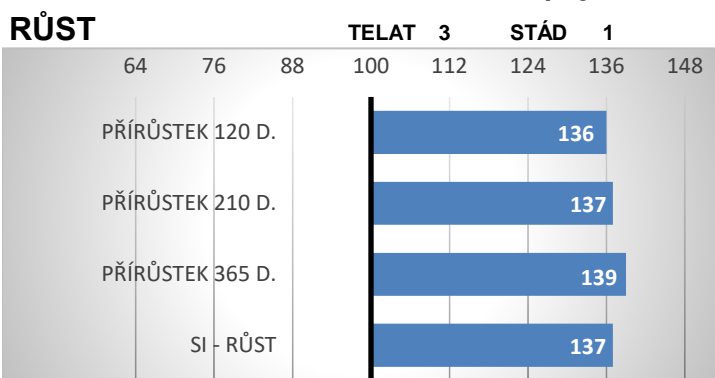 RŮST TELAT 3 STÁD 1
64 76 88 100 112 124 136 148
PŘÍRŮSTEK 120 D. 136
PŘÍRŮSTEK 210 D. 137
PŘÍRŮSTEK 365 D. 139
SI - RŮST 137